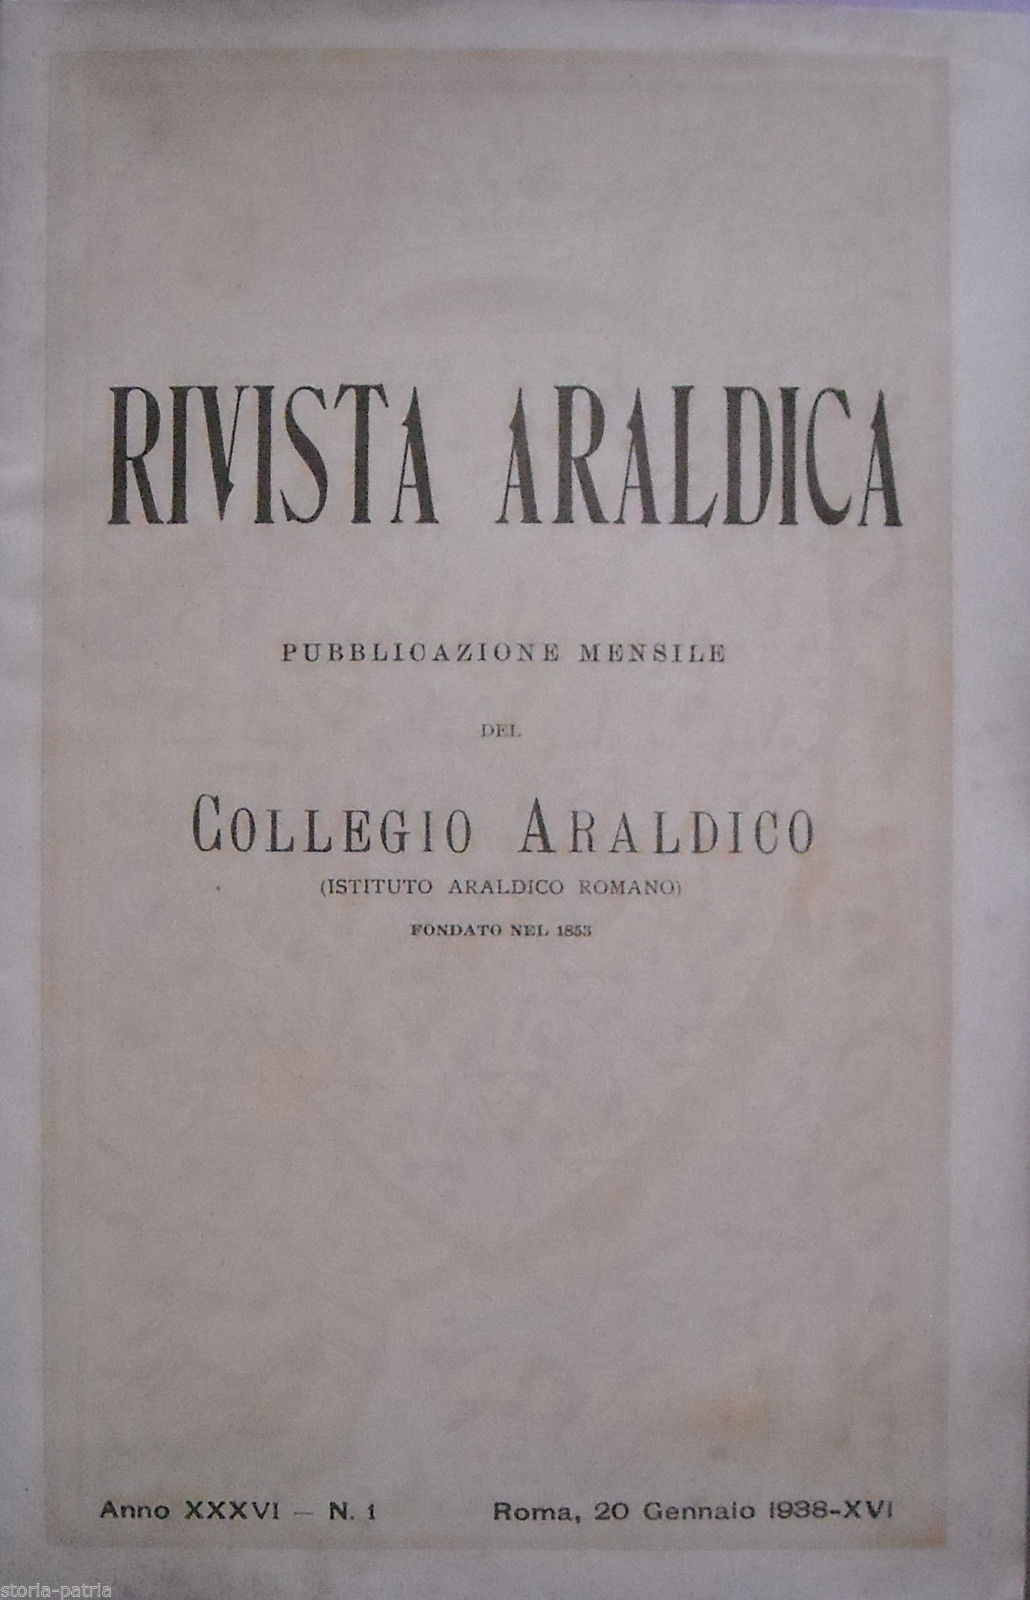 RIVISTA ARALDICA
PUBBLICAZIONE MENSILE
DEL
COLLEGIO ARALDICO
(ISTITUTO ARALDICO ROMANO)
FONDATO NEL 1853
Anno XXXVI — N. 1 Roma, 20 Gennaio 1938-XVI
storia-patria